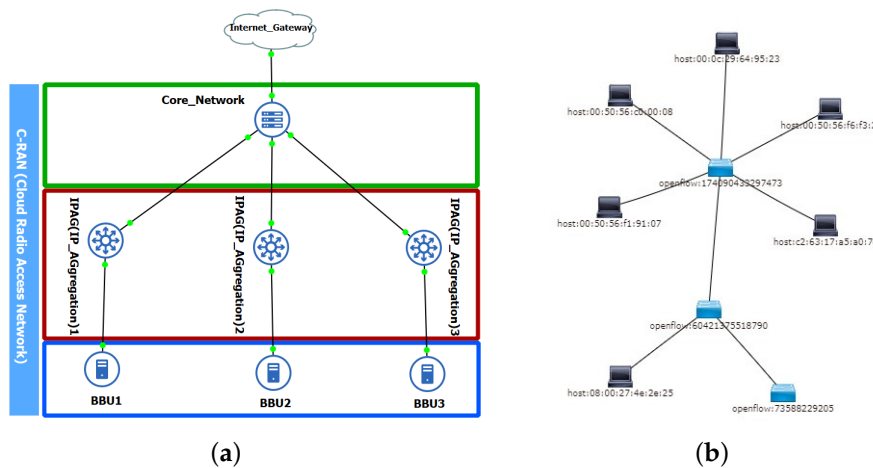 Internet_Gateway
C-RAN (Cloud Radio Access Network)
Core_Network
IPAG(IP_AGgregation)1
IPAG(IP_AGgregation)2
IPAG(IP_AGgregation)3
BBU1
BBU2
BBU3
(a)
host:00:0c:29:64:95:23
host:00:50:56:c0:00:08
host:00:50:56:f6:f3:
openflow:174090433297473
host:00:50:56:f1:91:07
host:c2:63:17:a5:a0:7
openflow:60421375518790
host:08:00:27:4e:2e:25
openflow:73588229205
(b)